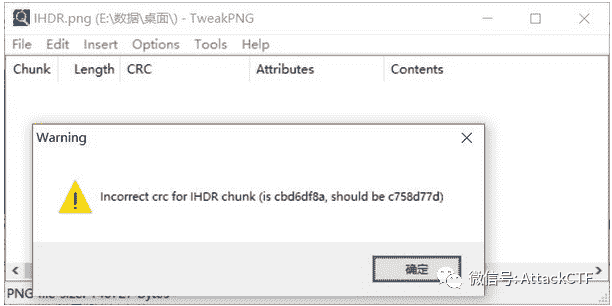 IHDR.png (E:\数据\桌面\) - TweakPNG
File Edit Insert Options Tools Help
Chunk Length CRC Attributes Contents
Warning
Incorrect crc for IHDR chunk (is cbd6df8a, should be c758d77d)
确定
微信号: AttackCTF
PNG file size: bytes